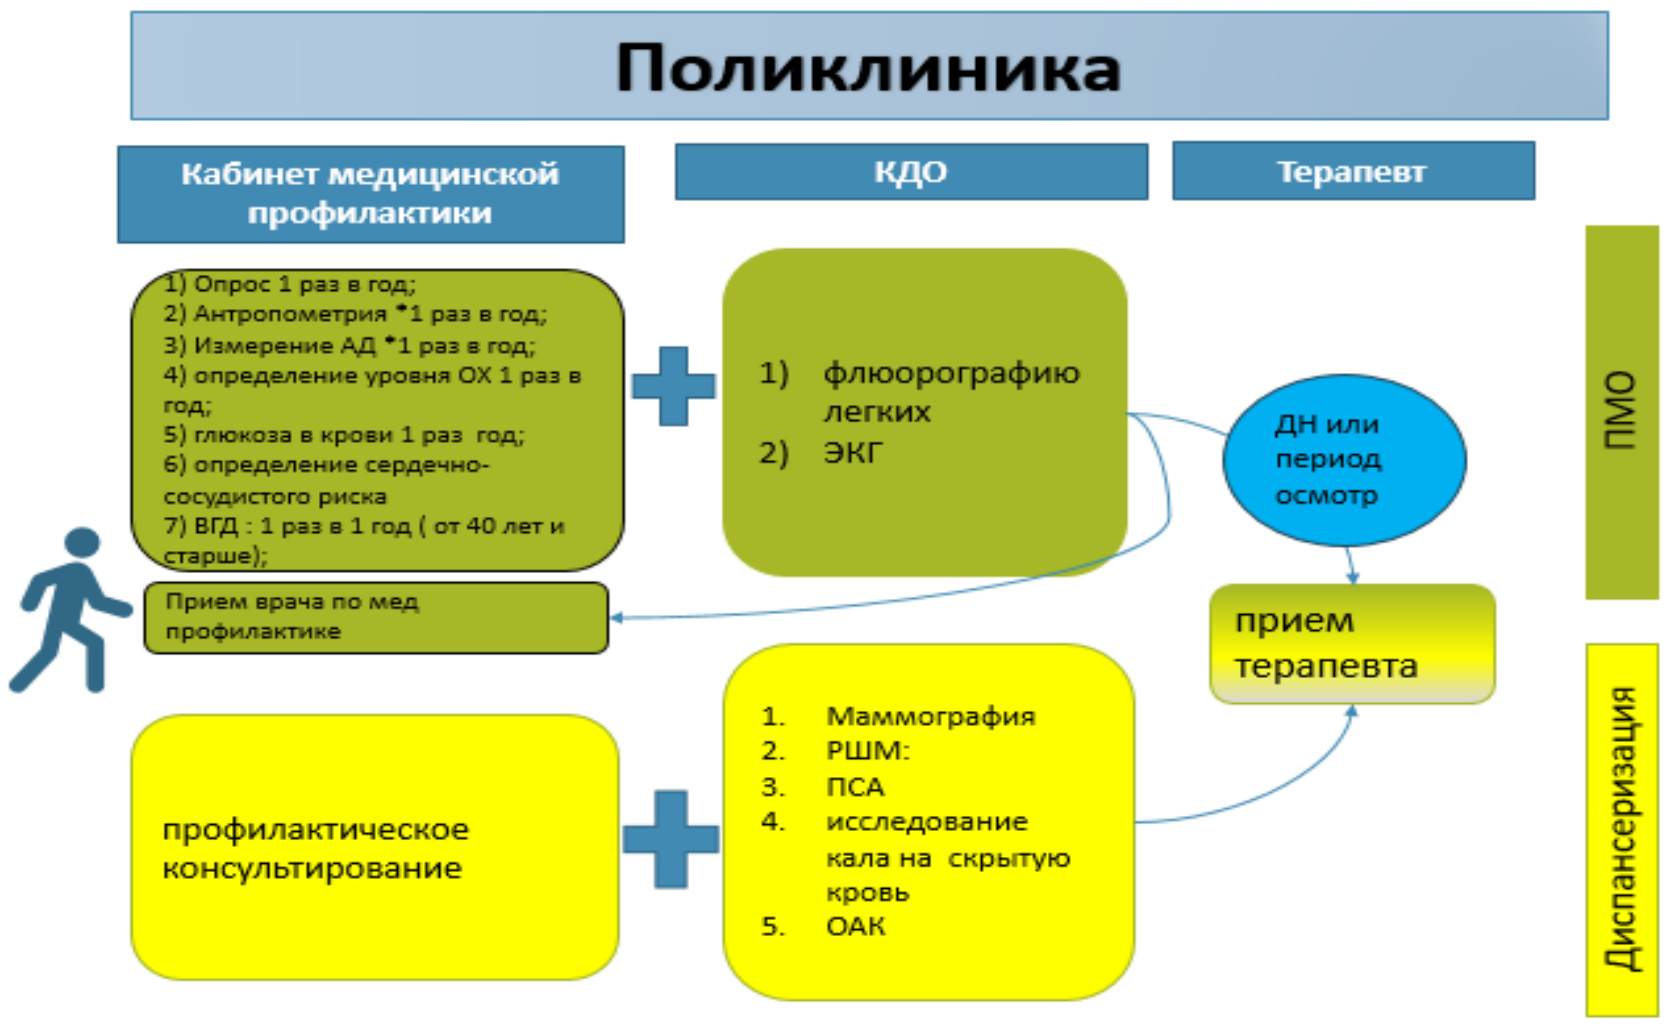 Поликлиника
Кабинет медицинской
профилактики
КДО
Терапевт
1) Опрос 1 раз в год;
2) Антропометрия *1 раз в год;
3) Измерение АД *1 раз в год;
4) определение уровня ОХ 1 раз в
год;
5) глюкоза в крови 1 раз  год;
6) определение сердечно-
сосудистого риска
7) ВГД : 1 раз в 1 год ( от 40 лет и
старше);
Прием врача по мед
профилактике
1) флюорографию
легких
2) ЭКГ
ДН или
период
осмотр
прием
терапевта
ПМО
профилактическое
консультирование
1. Маммография
2. РШМ:
3. ПСА
4. исследование
кала на  скрытую
кровь
5. ОАК
Диспансеризация